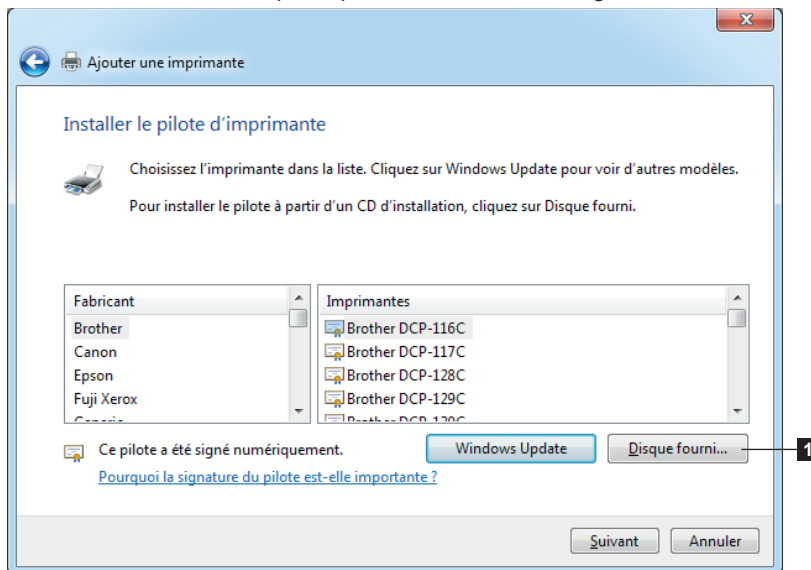 Ajouter une imprimante
Installer le pilote d'imprimante
Choisissez l'imprimante dans la liste. Cliquez sur Windows Update pour voir d'autres modèles.
Pour installer le pilote à partir d'un CD d'installation, cliquez sur Disque fourni.
Fabricant
Brother
Canon
Epson
Fuji Xerox
Imprimantes
Brother DCP-116C
Brother DCP-117C
Brother DCP-128C
Brother DCP-129C
Ce pilote a été signé numériquement.
Windows Update
Disque fourni...
1
Pourquoi la signature du pilote est-elle importante ?
Suivant
Annuler